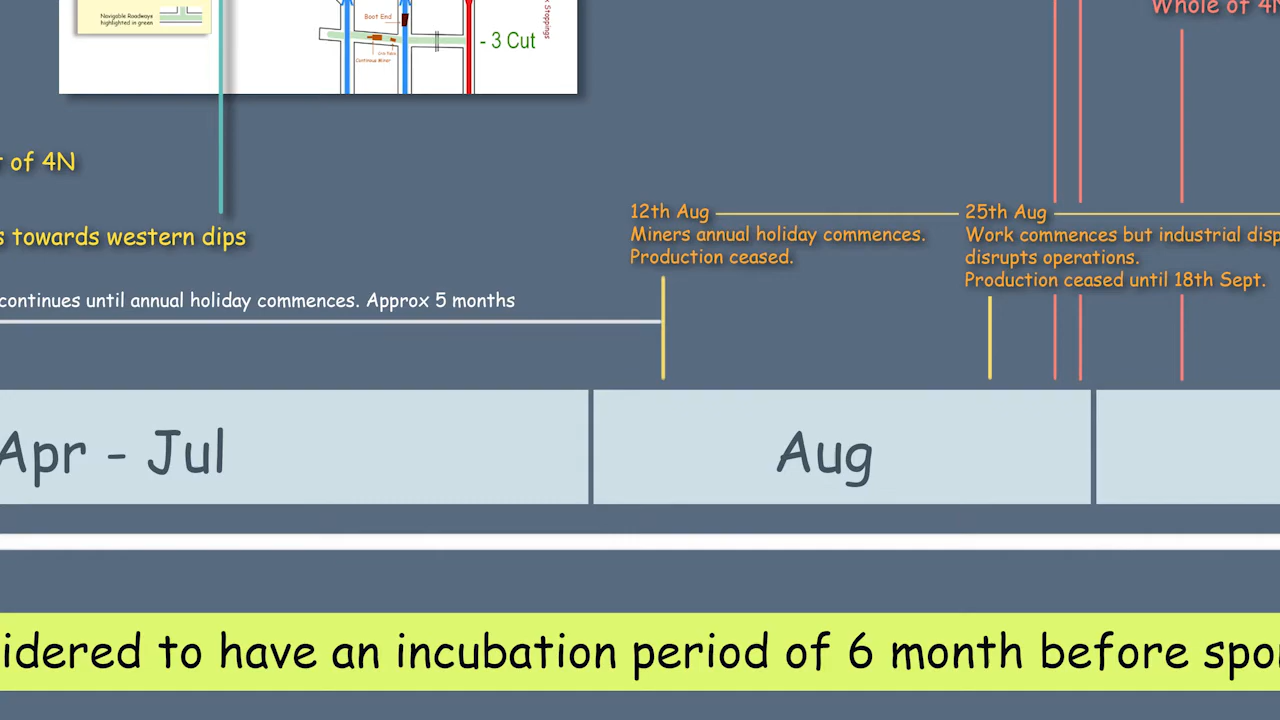 Whole of 4N
Navigable Roadways
highlighted in green
Boot End
Stoppings
- 3 Cut
Continuous Miner
t of 4N
s towards western dips
12th Aug
Miners annual holiday commences.
Production ceased.
25th Aug
Work commences but industrial disp
disrupts operations.
Production ceased until 18th Sept.
continues until annual holiday commences. Approx 5 months
Apr - Jul
Aug
idered to have an incubation period of 6 month before spo